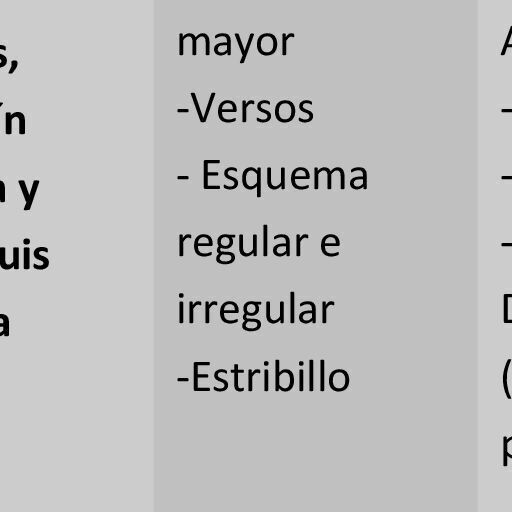 s,
ín
a y
uis
a
mayor
-Versos
- Esquema
regular e
irregular
-Estribillo
-
-
-
(